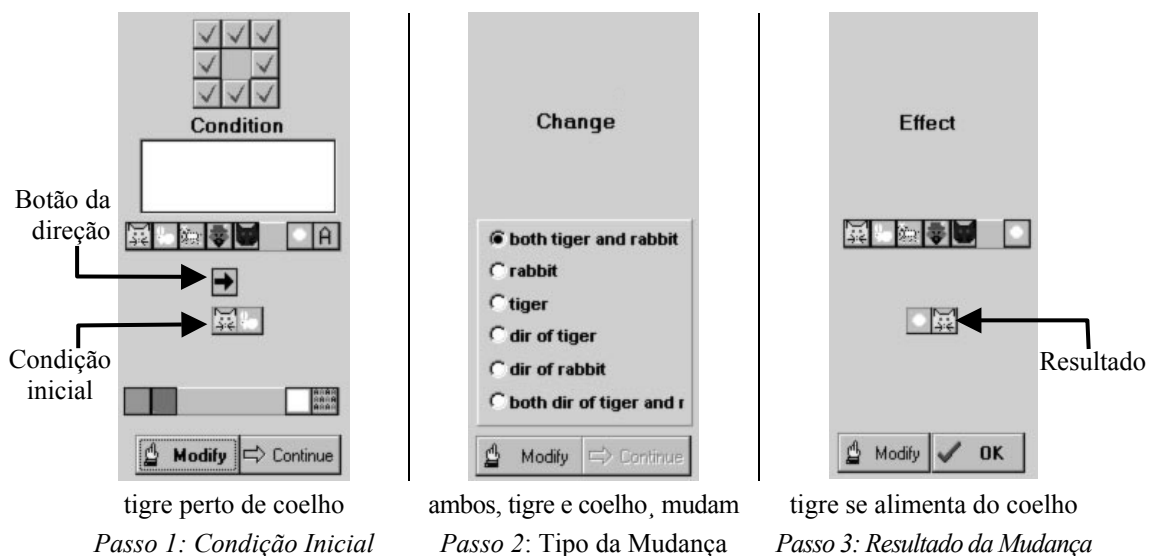 Condition
Botão da
direção
A
Condição
inicial
Modify
Continue
tigre perto de coelho
Passo 1: Condição Inicial
Change
both tiger and rabbit
rabbit
tiger
dir of tiger
dir of rabbit
both dir of tiger and r
Modify
Continue
ambos, tigre e coelho¸ mudam
Passo 2: Tipo da Mudança
Effect
Resultado
Modify
OK
tigre se alimenta do coelho
Passo 3: Resultado da Mudança